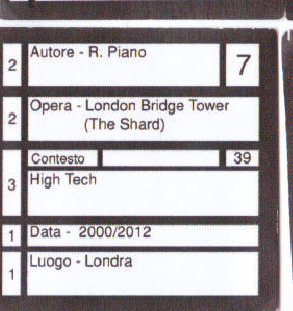 2 Autore - R. Piano 7
2 Opera - London Bridge Tower
(The Shard)
Contesto 39
3 High Tech
1 Data - 2000/2012
1 Luogo - Londra